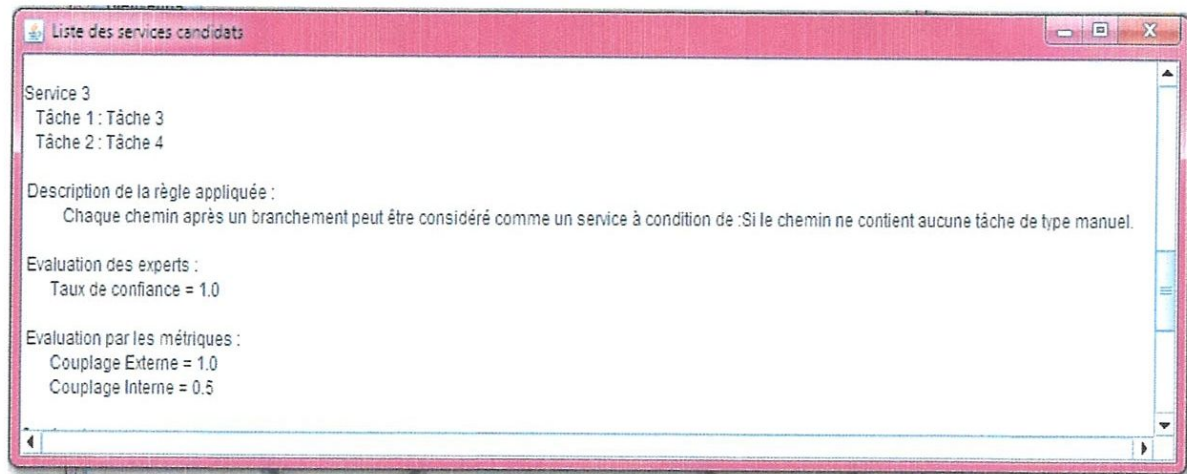 Liste des services candidats
Service 3
Tâche 1 : Tâche 3
Tâche 2 : Tâche 4
Description de la règle appliquée :
Chaque chemin après un branchement peut être considéré comme un service à condition de :Si le chemin ne contient aucune tâche de type manuel.
Evaluation des experts :
Taux de confiance = 1.0
Evaluation par les métriques :
Couplage Externe = 1.0
Couplage Interne = 0.5